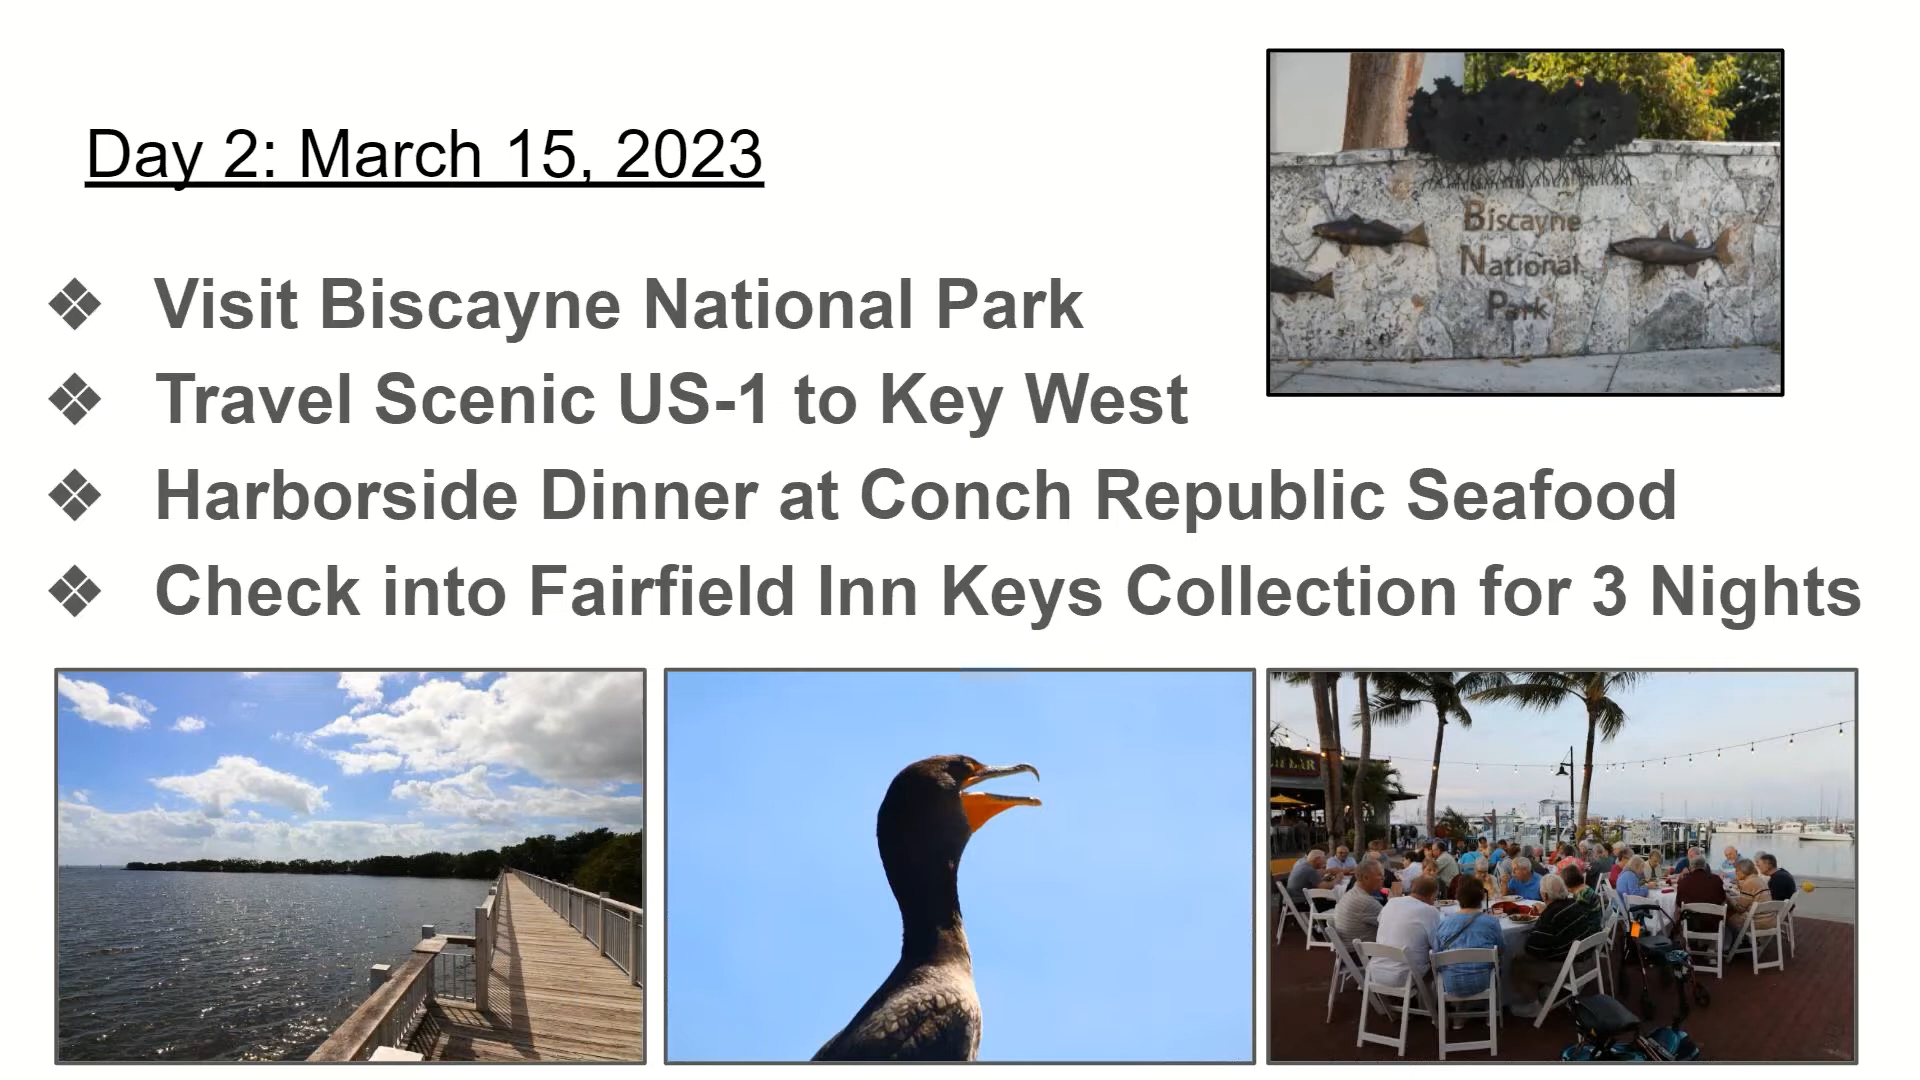 Day 2: March 15, 2023
Biscayne
National
Park
❖ Visit Biscayne National Park
❖ Travel Scenic US-1 to Key West
❖ Harborside Dinner at Conch Republic Seafood
❖ Check into Fairfield Inn Keys Collection for 3 Nights
BAR